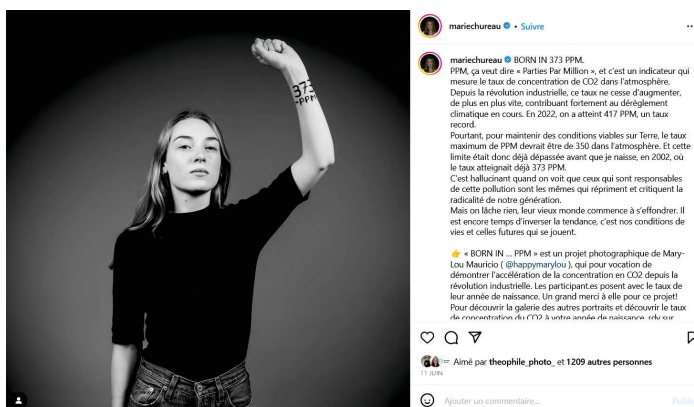 mariechureau • Suivre
373
-PPM-
mariechureau BORN IN 373 PPM.
PPM, ça veut dire « Parties Par Million », et c'est un indicateur qui
mesure le taux de concentration de CO2 dans l'atmosphère.
Depuis la révolution industrielle, ce taux ne cesse d'augmenter,
de plus en plus vite, contribuant fortement au dérèglement
climatique en cours. En 2022, on a atteint 417 PPM, un taux
record.
Pourtant, pour maintenir des conditions viables sur Terre, le taux
maximum de PPM devrait être de 350 dans l'atmosphère. Et cette
limite était donc déjà dépassée avant que je naisse, en 2002, où
le taux atteignait déjà 373 PPM.
C'est hallucinant quand on voit que ceux qui sont responsables
de cette pollution sont les mêmes qui répriment et critiquent la
radicalité de notre génération.
Mais on lâche rien, leur vieux monde commence à s'effondrer. Il
est encore temps d'inverser la tendance, c'est nos conditions de
vies et celles futures qui se jouent.
👉 « BORN IN ... PPM » est un projet photographique de Mary-
Lou Mauricio ( @happymarylou ), qui pour vocation de
démontrer l'accélération de la concentration en CO2 depuis la
révolution industrielle. Les participant.es posent avec le taux de
leur année de naissance. Un grand merci à elle pour ce projet!
Pour découvrir la galerie des autres portraits et découvrir le taux
de concentration du CO2 à votre année de naissance, rdv sur
Aimé par theophile_photo_ et 1209 autres personnes
11 JUIN
Ajouter un commentaire...
Publier